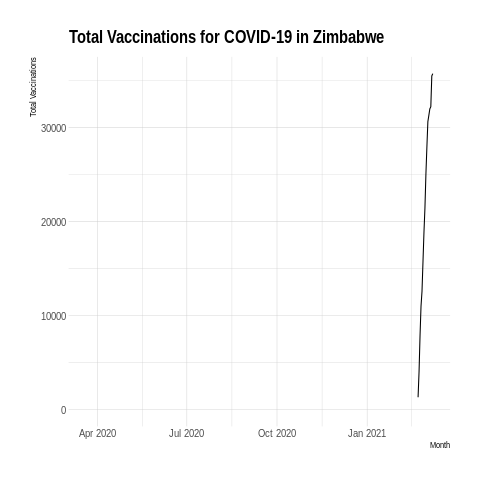 Total Vaccinations for COVID-19 in Zimbabwe
Total Vaccinations
30000
20000
10000
0
Apr 2020
Jul 2020
Oct 2020
Jan 2021
Month